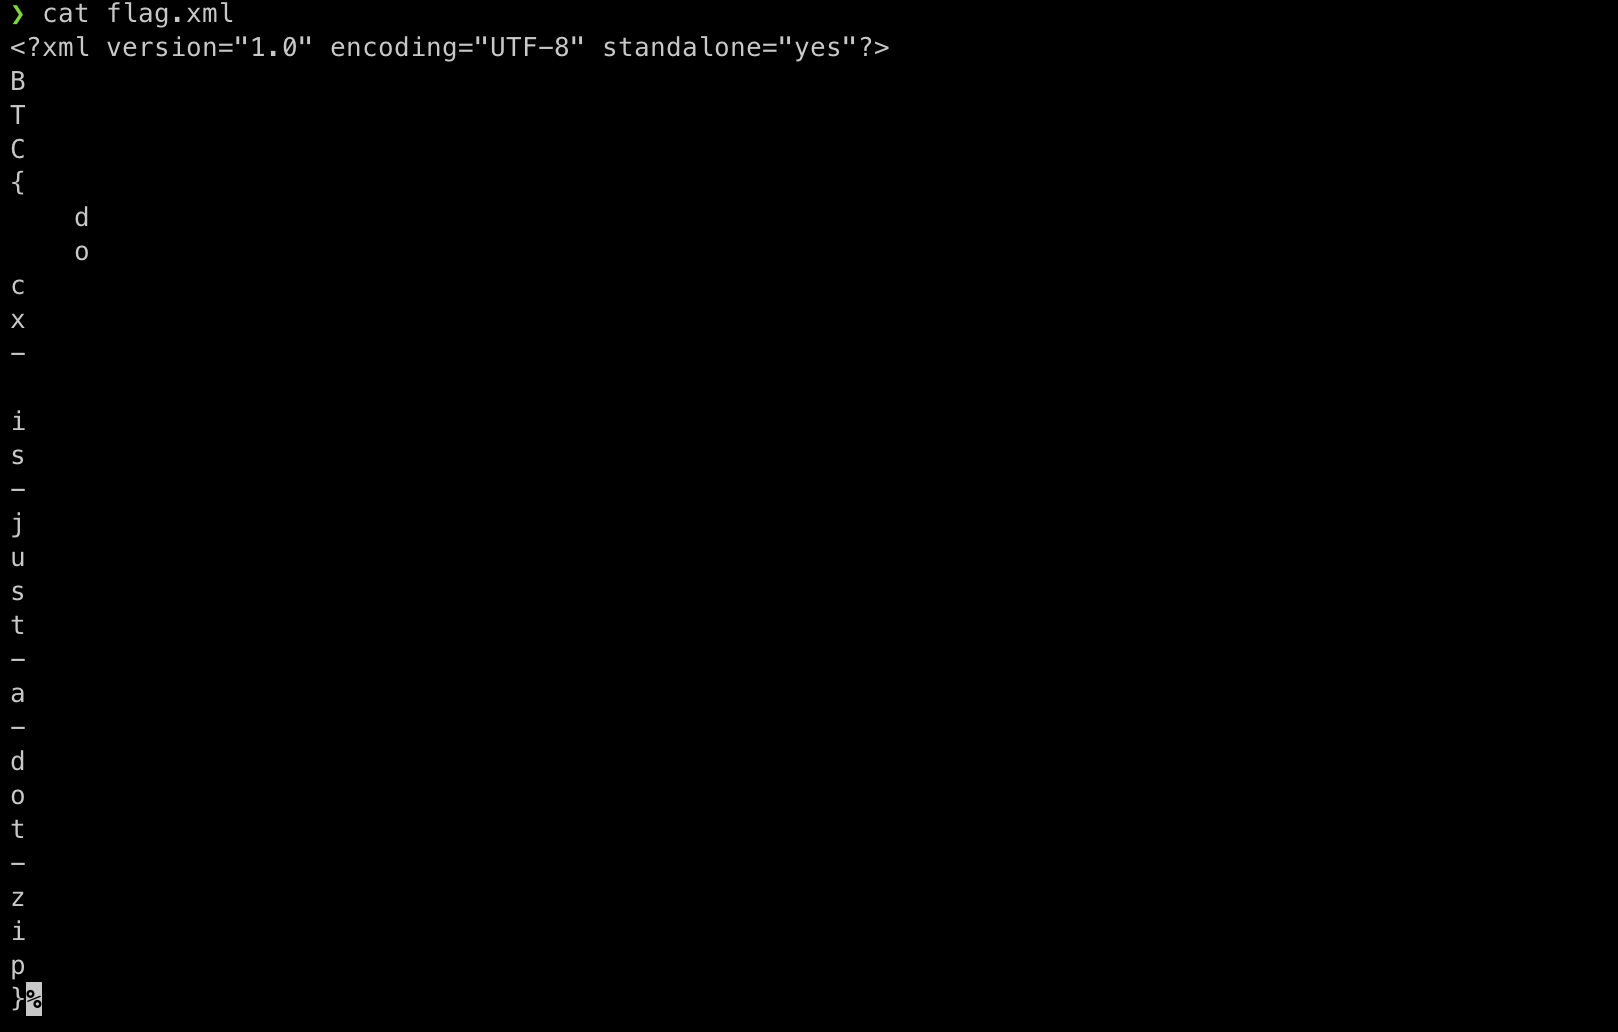 ❯ cat flag.xml
<?xml version="1.0" encoding="UTF-8" standalone="yes"?>
B
T
C
{
    d
    o
c
x
-

i
s
-
j
u
s
t
-
a
-
d
o
t
-
z
i
p
}%